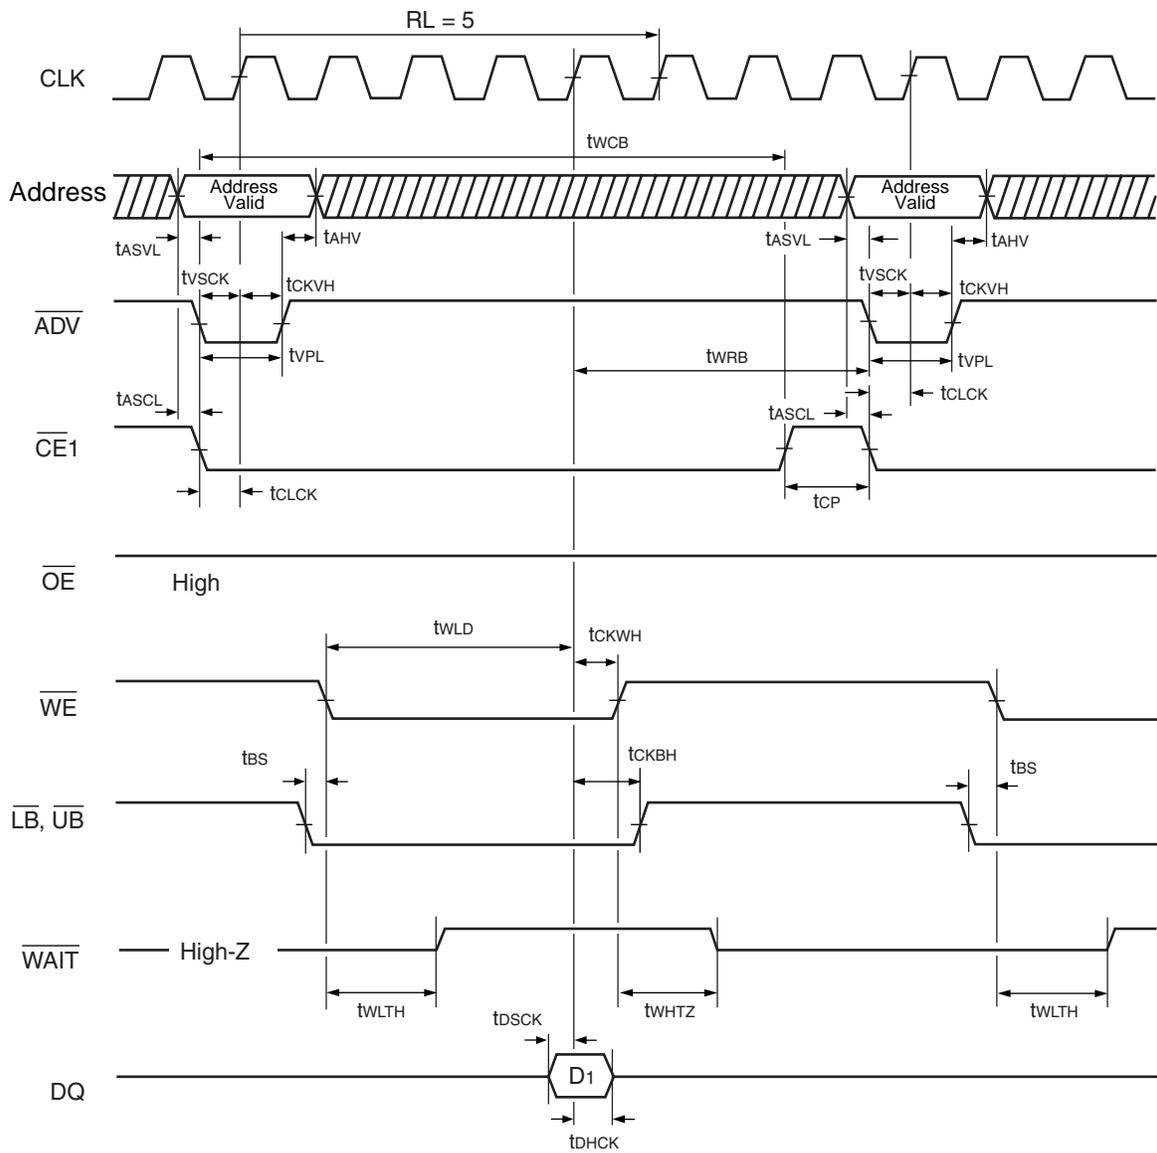 RL = 5
CLK
tWCB
Address
Address Valid
Address Valid
tASVL
tAHV
tASVL
tAHV
tVSCK
tCKVH
tVSCK
tCKVH
ADV
tVPL
tWRB
tVPL
tASCL
tASCL
tCLCK
CE1
tCLCK
tCP
OE
High
tWLD
tCKWH
WE
tBS
tCKBH
tBS
LB, UB
WAIT
High-Z
tWLTH
tWHTZ
tWLTH
tDSCK
DQ
D1
tDHCK